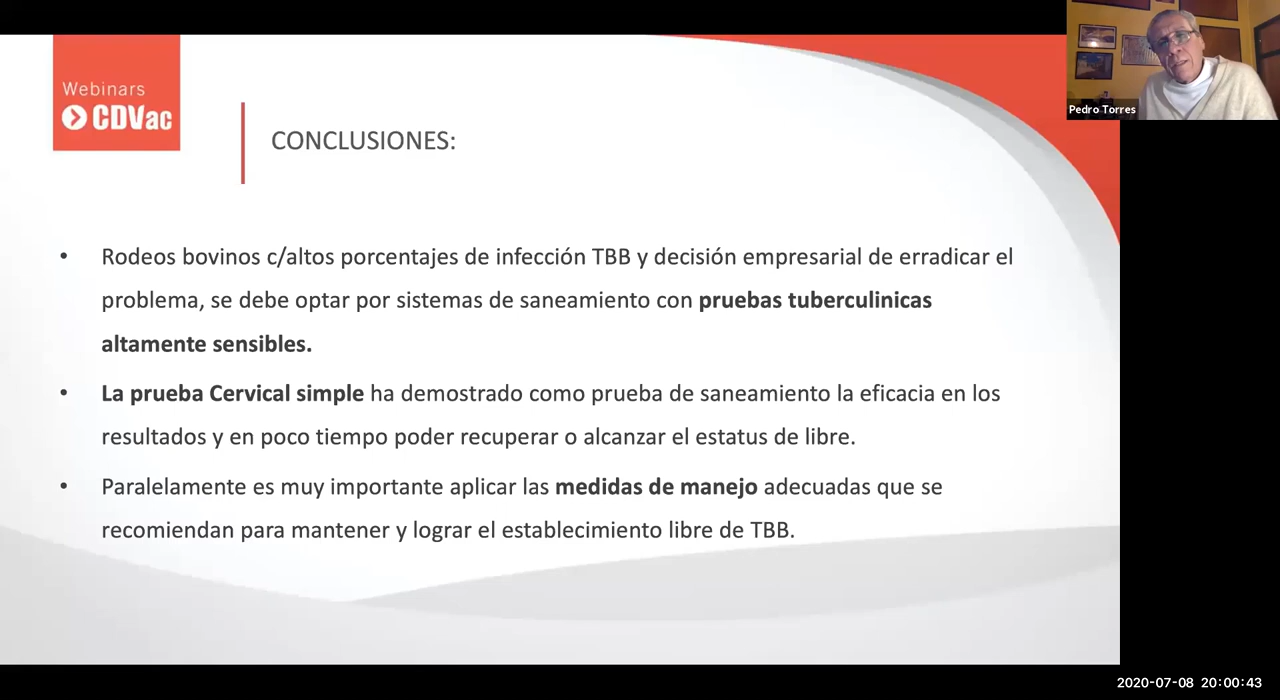 Webinars
CDVac
CONCLUSIONES:
• Rodeos bovinos c/altos porcentajes de infección TBB y decisión empresarial de erradicar el
problema, se debe optar por sistemas de saneamiento con pruebas tuberculinicas
altamente sensibles.
• La prueba Cervical simple ha demostrado como prueba de saneamiento la eficacia en los
resultados y en poco tiempo poder recuperar o alcanzar el estatus de libre.
• Paralelamente es muy importante aplicar las medidas de manejo adecuadas que se
recomiendan para mantener y lograr el establecimiento libre de TBB.
Pedro Torres
2020-07-08 20:00:43